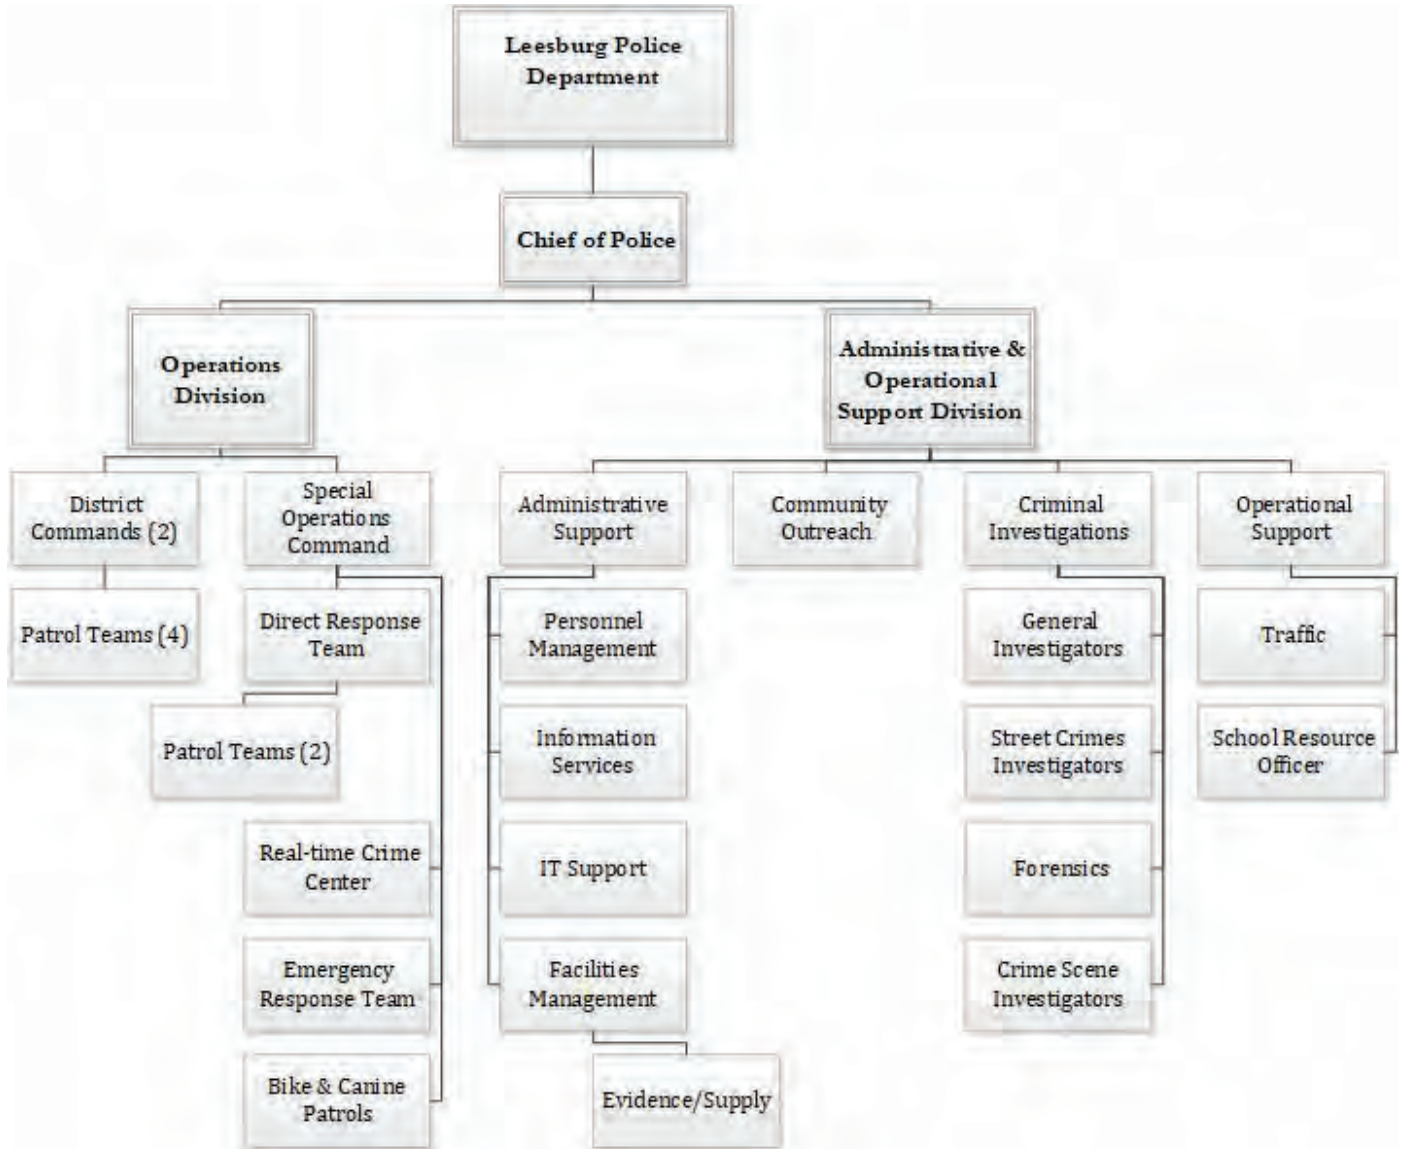 Leesburg Police
Department
Chief of Police
Operations
Division
Administrative &
Operational
Support Division
District
Commands (2)
Special
Operations
Command
Administrative
Support
Community
Outreach
Criminal
Investigations
Operational
Support
Patrol Teams (4)
Direct Response
Team
Personnel
Management
General
Investigators
Traffic
Patrol Teams (2)
Information
Services
Street Crimes
Investigators
School Resource
Officer
Real-time Crime
Center
IT Support
Forensics
Emergency
Response Team
Facilities
Management
Crime Scene
Investigators
Bike & Canine
Patrols
Evidence/Supply